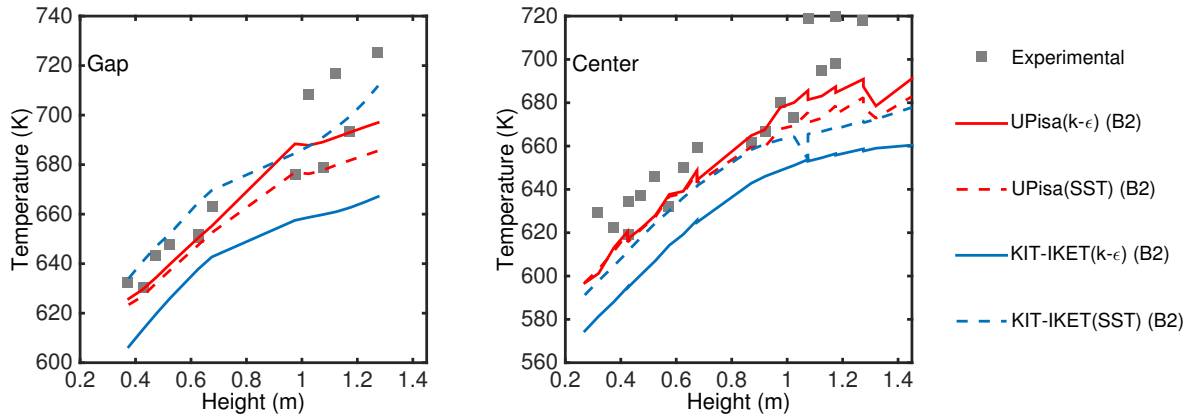 740
720
700
680
660
640
620
600
Temperature (K)
Gap
0.2 0.4 0.6 0.8 1 1.2 1.4
Height (m)
720
700
680
660
640
620
600
580
560
Temperature (K)
Center
0.2 0.4 0.6 0.8 1 1.2 1.4
Height (m)
Experimental
UPisa(k-ϵ) (B2)
UPisa(SST) (B2)
KIT-IKET(k-ϵ) (B2)
KIT-IKET(SST) (B2)